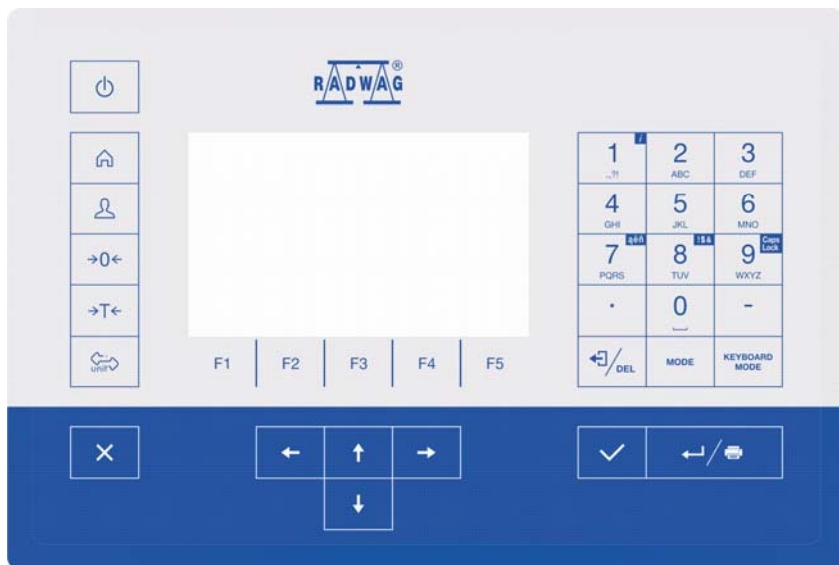 RADWAG®
1 i
.,?!
2
ABC
3
DEF
4
GHI
5
JKL
6
MNO
→0←
7 ąèñ
PQRS
8 !$&
TUV
9 Caps Lock
WXYZ
→T←
. 0 -
unit
F1 F2 F3 F4 F5
/DEL
MODE
KEYBOARD
MODE